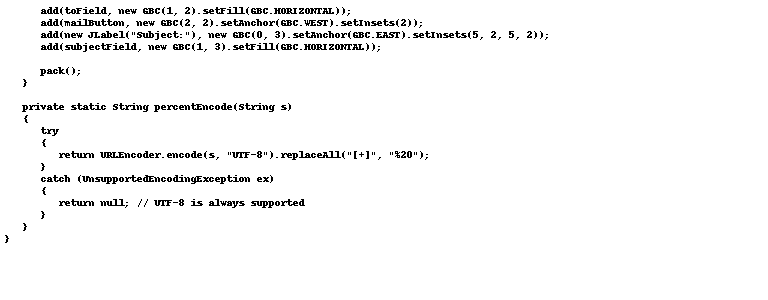 add(toField, new GBC(1, 2).setFill(GBC.HORIZONTAL));
add(mailButton, new GBC(2, 2).setAnchor(GBC.WEST).setInsets(2));
add(new JLabel("Subject:"), new GBC(0, 3).setAnchor(GBC.EAST).setInsets(5, 2, 5, 2));
add(subjectField, new GBC(1, 3).setFill(GBC.HORIZONTAL));
pack();
}
private static String percentEncode(String s)
{
try
{
return URLEncoder.encode(s, "UTF-8").replaceAll("[+]", "%20");
}
catch (UnsupportedEncodingException ex)
{
return null; // UTF-8 is always supported
}
}
}